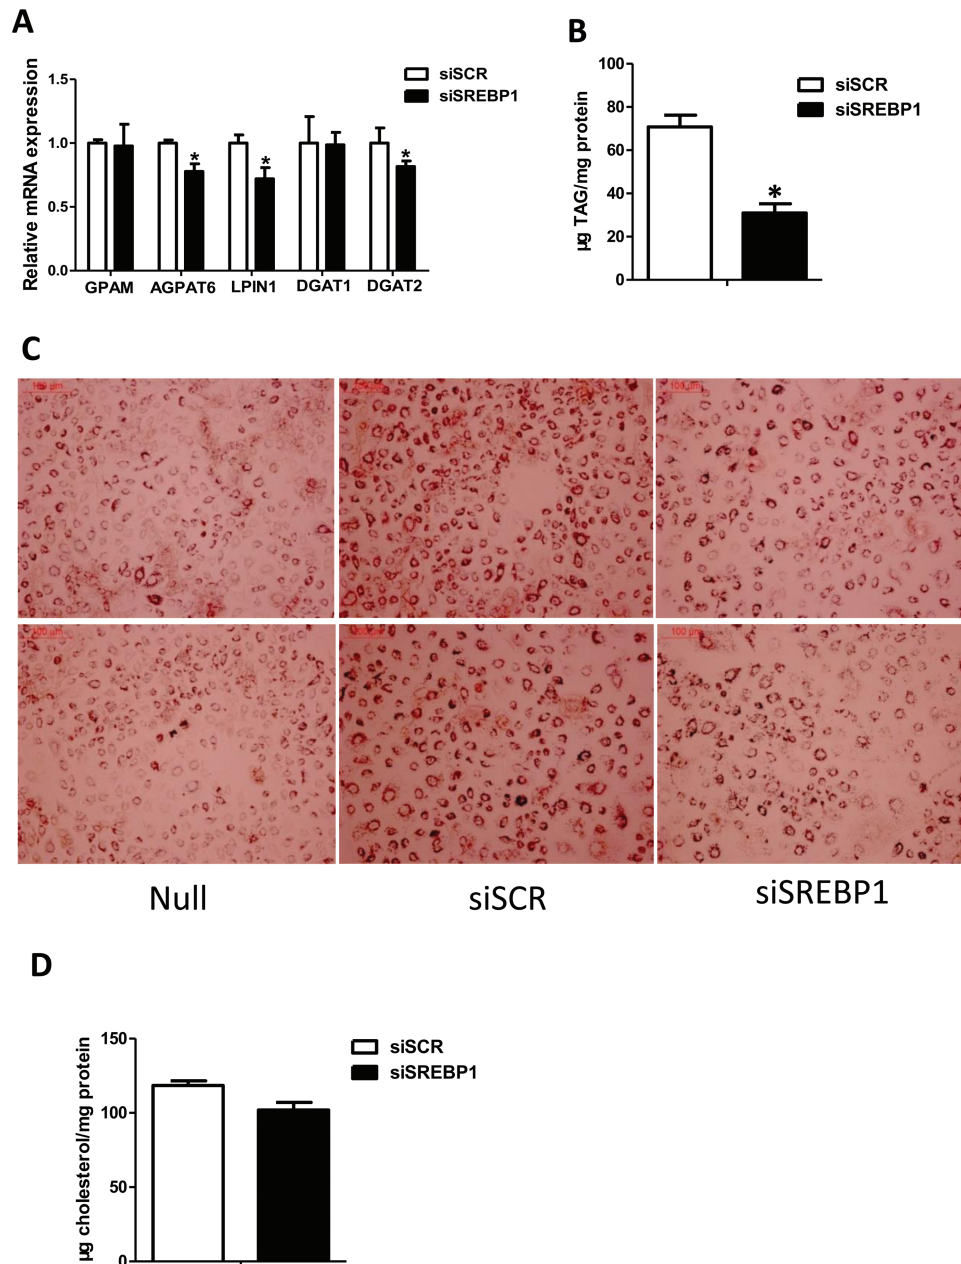 A
Relative mRNA expression
1.5
1.0
0.5
0.0
siSCR
siSREBP1
*
*
*
GPAM AGPAT6 LPIN1 DGAT1 DGAT2
B
µg TAG/mg protein
100
80
60
40
20
0
siSCR
siSREBP1
*
C
100 µm
100 µm
100 µm
100 µm
Null siSCR siSREBP1
D
µg cholesterol/mg protein
150
100
50
0
siSCR
siSREBP1